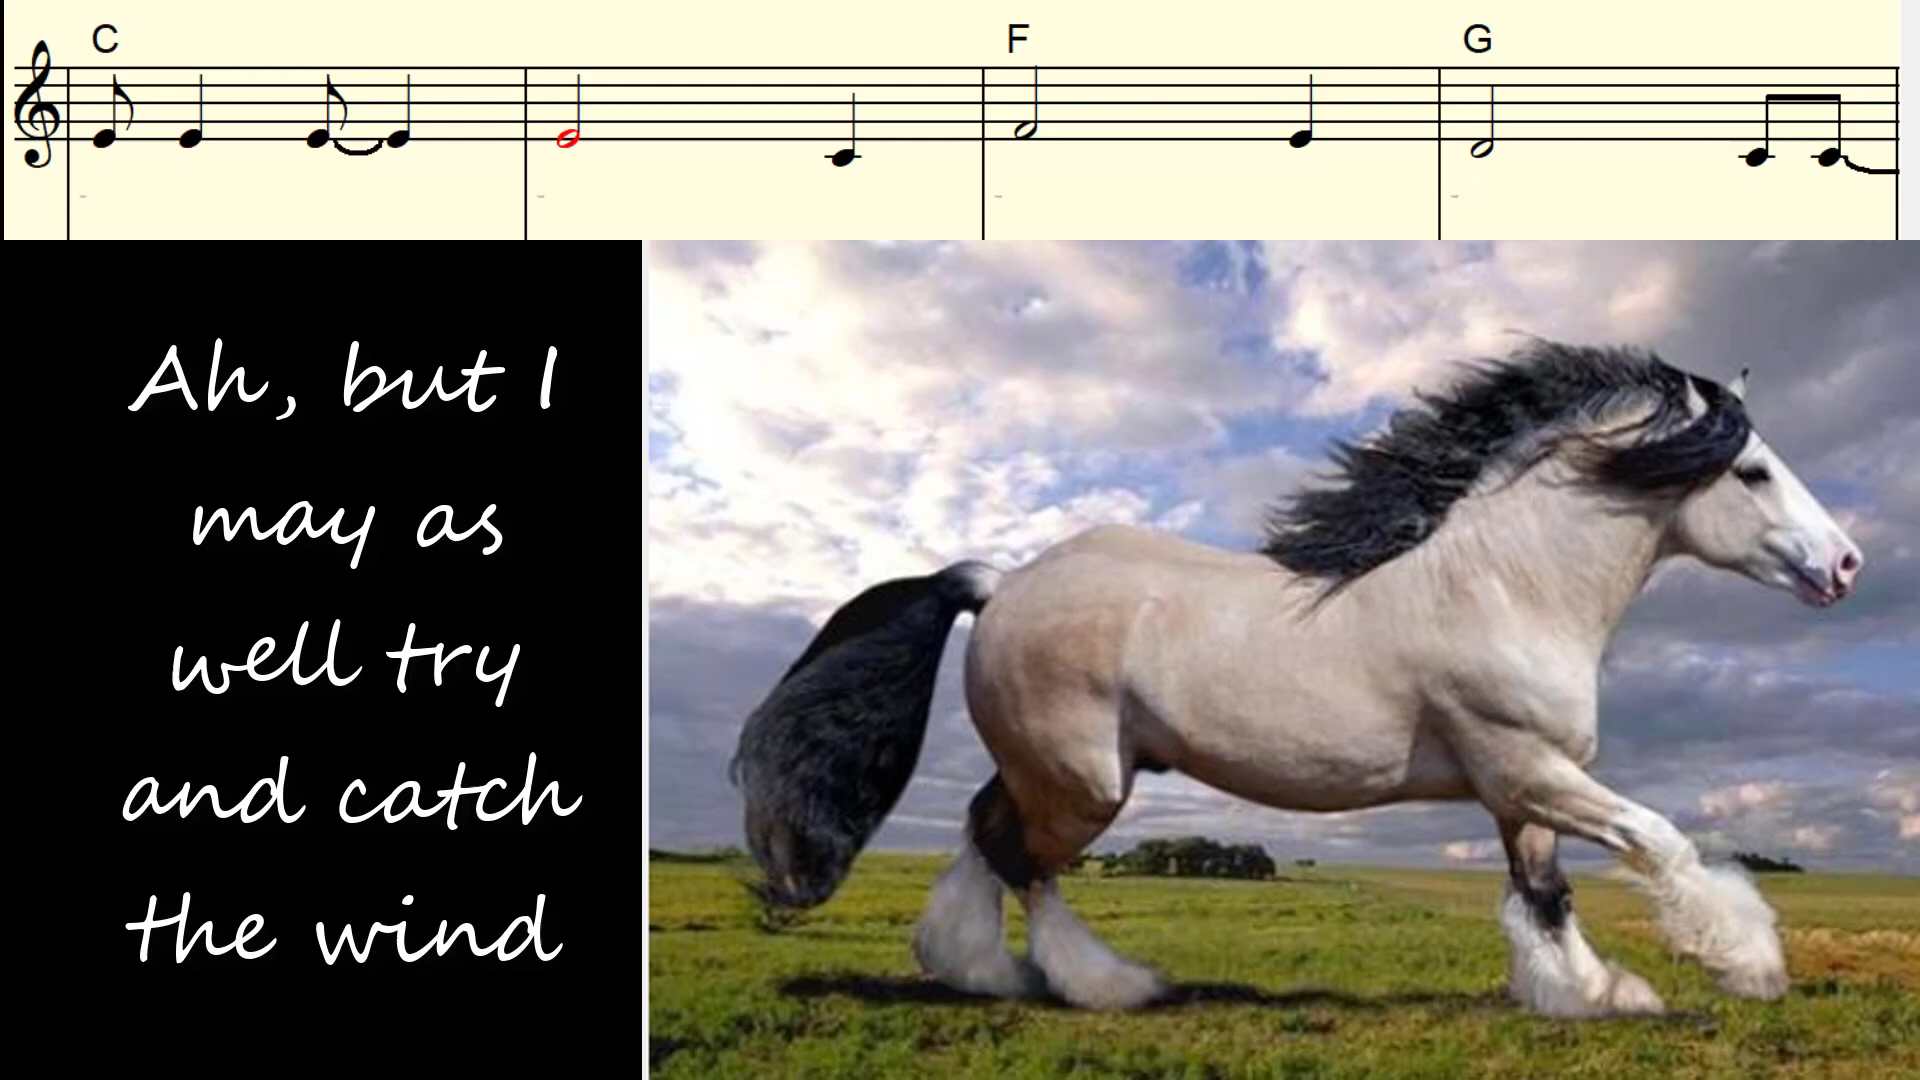 C F G
Ah, but I
may as
well try
and catch
the wind